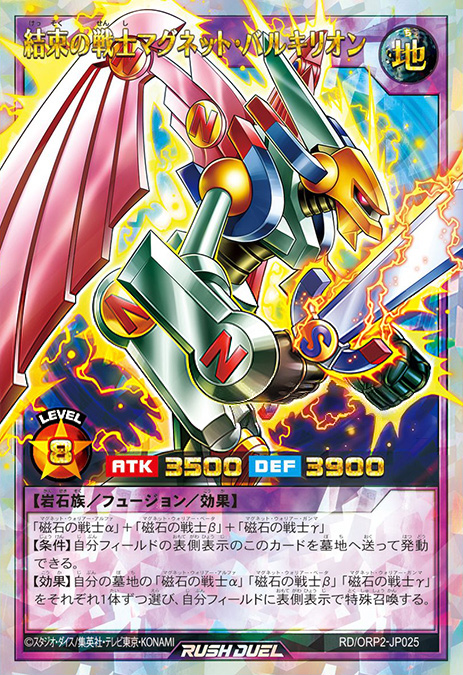 結束の戦士マグネット・バルキリオン
地
N
N
N
S
LEVEL
8
ATK 3500 DEF 3900
【岩石族/フュージョン/効果】
「磁石の戦士α」+「磁石の戦士β」+「磁石の戦士γ」
【条件】自分フィールドの表側表示のこのカードを墓地へ送って発動
できる。
【効果】自分の墓地の「磁石の戦士α」「磁石の戦士β」「磁石の戦士γ」
をそれぞれ1体ずつ選び、自分フィールドに表側表示で特殊召喚する。
©スタジオ・ダイス/集英社・テレビ東京・KONAMI
RUSH DUEL
RD/ORP2-JP025